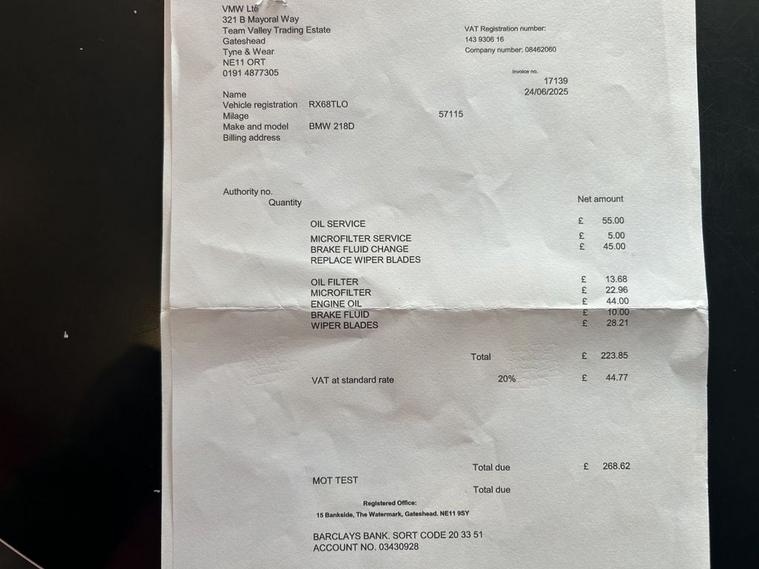 VMW Ltd
321 B Mayoral Way
Team Valley Trading Estate
Gateshead
Tyne & Wear
NE11 ORT
0191 4877305
VAT Registration number:
143 9306 16
Company number: 08462060
Invoice no.
17139
24/06/2025
Name
Vehicle registration RX68TLO
Milage 57115
Make and model BMW 218D
Billing address
Authority no.
Quantity Net amount
OIL SERVICE £ 55.00
MICROFILTER SERVICE £ 5.00
BRAKE FLUID CHANGE £ 45.00
REPLACE WIPER BLADES
OIL FILTER £ 13.68
MICROFILTER £ 22.96
ENGINE OIL £ 44.00
BRAKE FLUID £ 10.00
WIPER BLADES £ 28.21
Total £ 223.85
VAT at standard rate 20% £ 44.77
Total due £ 268.62
MOT TEST
Total due
Registered Office:
15 Bankside, The Watermark, Gateshead. NE11 9SY
BARCLAYS BANK. SORT CODE 20 33 51
ACCOUNT NO. 03430928